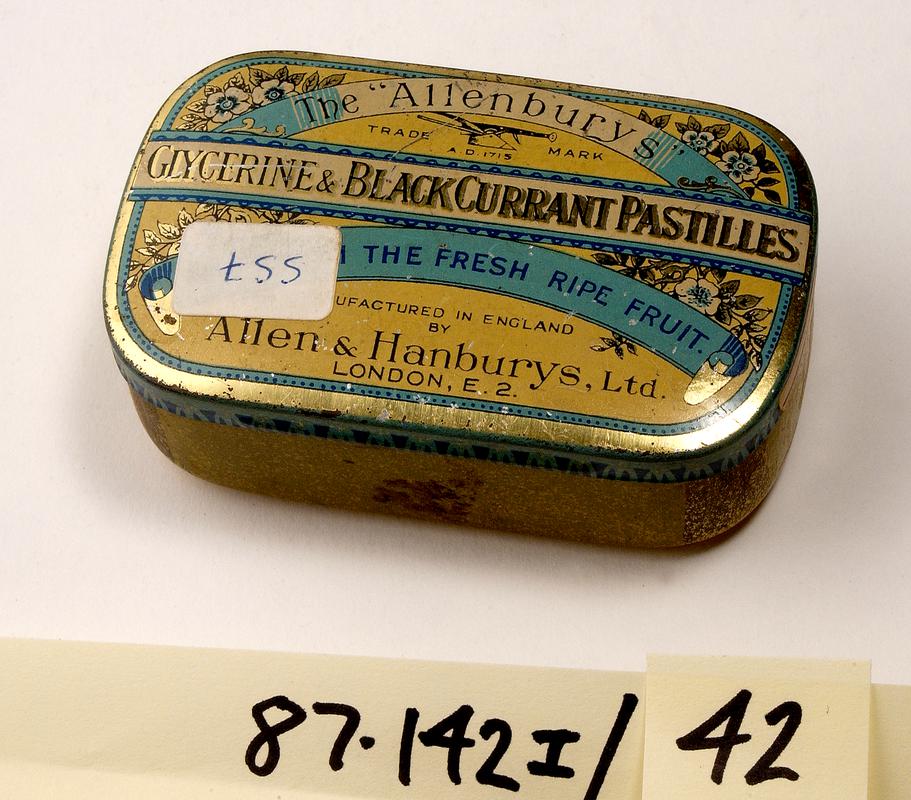 The "Allenburys"
TRADE MARK
A.D. 1715
GLYCERINE & BLACK CURRANT PASTILLES
THE FRESH RIPE FRUIT.
UFACTURED IN ENGLAND
BY
Allen & Hanburys, Ltd.
LONDON, E. 2.
87.142I/42